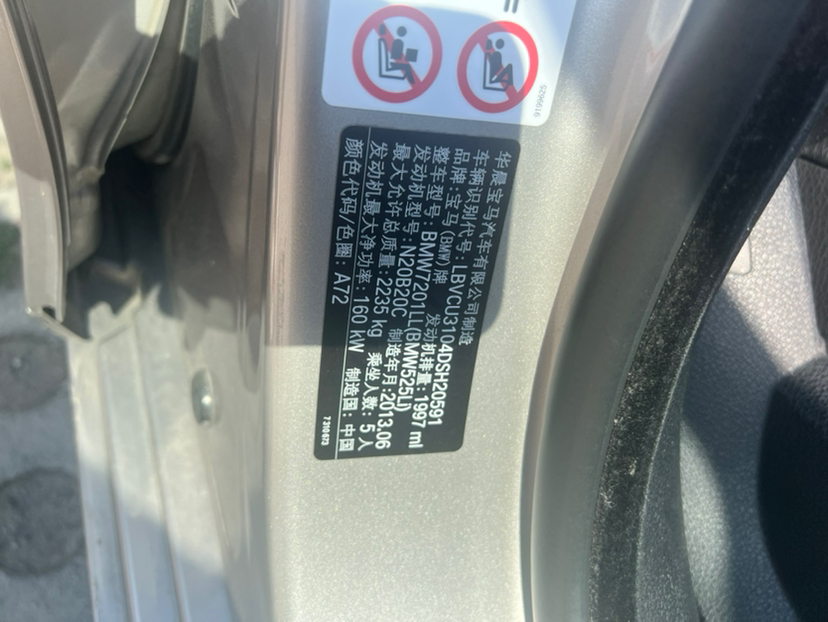 华晨宝马汽车有限公司制造
车辆识别代号:LBVCU3104DSH20591
品牌:宝马(BMW)牌 发动机排量:1997 ml
整车型号:BMW7201LL(BMW525Li)
发动机型号:N20B20C 制造年月:2013.06
最大允许总质量:2235 kg 乘坐人数:5人
发动机最大净功率:160 kW 制造国:中国
颜色代码/色圈:A72
7310673